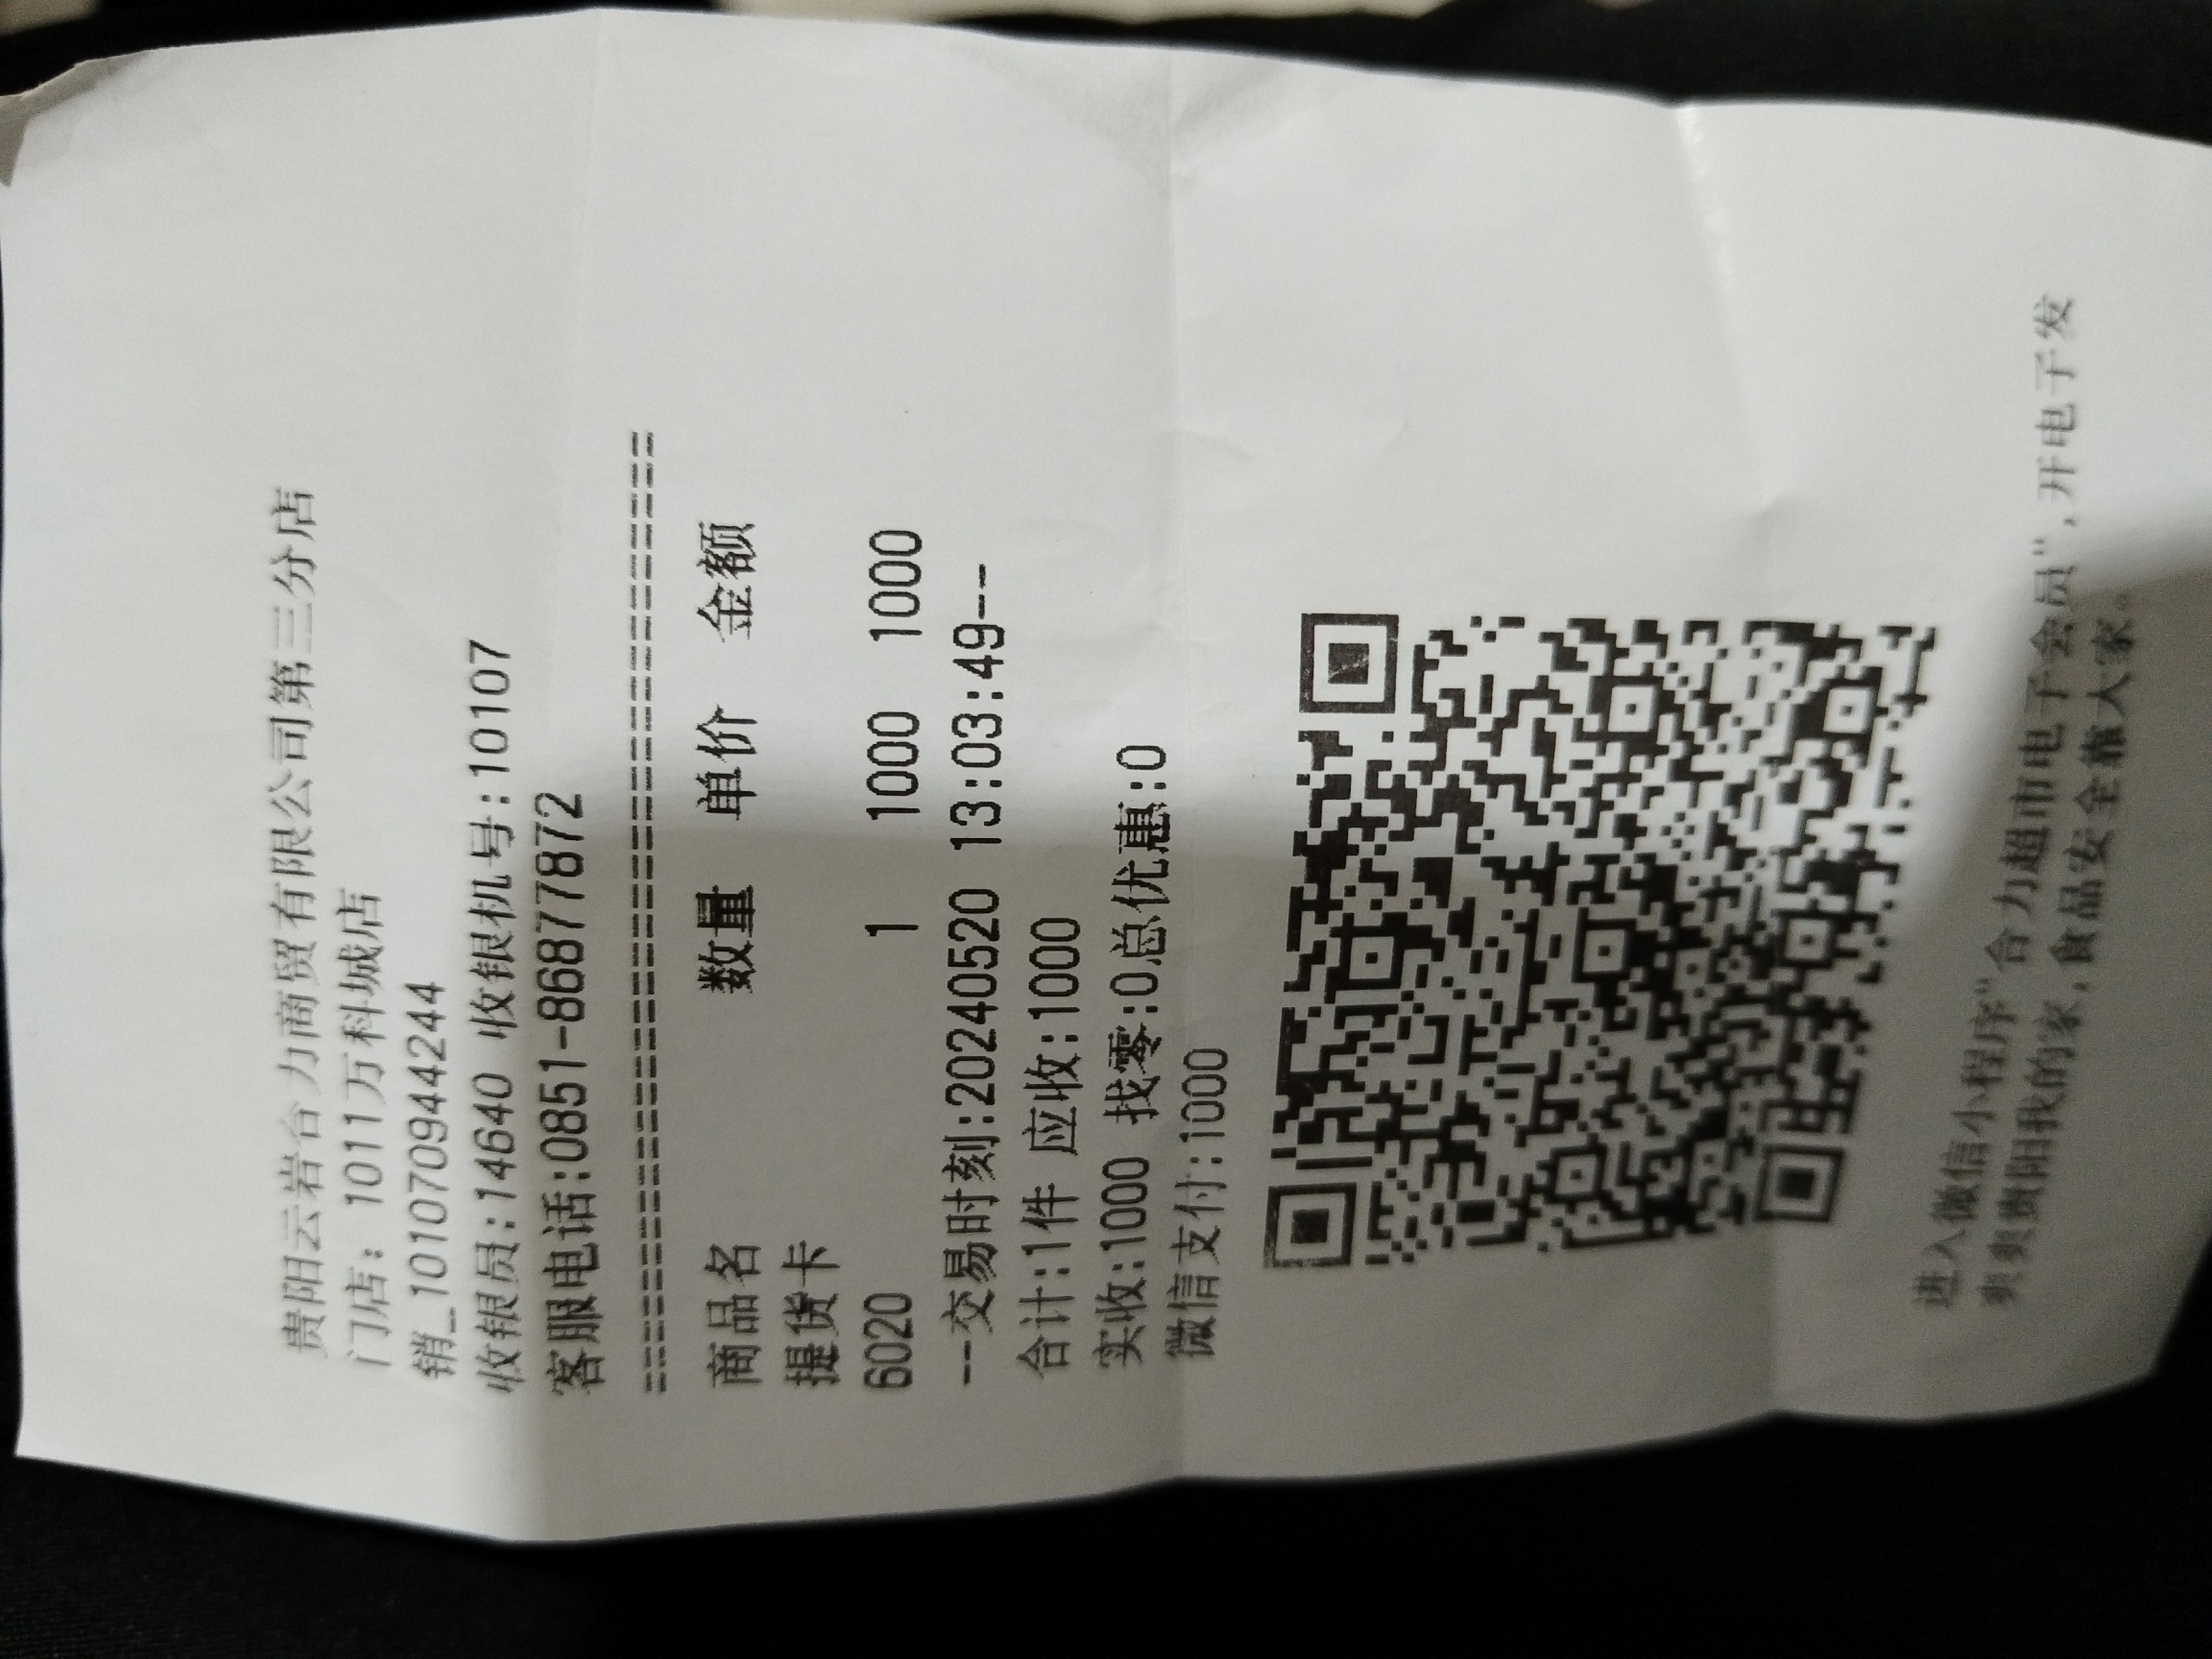 贵阳云岩合力商贸有限公司第三分店
门店：1011万科城店
销_1010709442​44
收银员:14640 收银机号:10107
客服电话:0851-86877872
================================
商品名 数量 单价 金额
提货卡
6020 1 1000 1000
--交易时刻:20240520 13:03:49--
合计:1件 应收:1000
实收:1000 找零:0总优惠:0
微信支付:1000
进入微信小程序"合力超市电子会员",开电子发
爽爽贵阳我的家,食品安全靠大家。